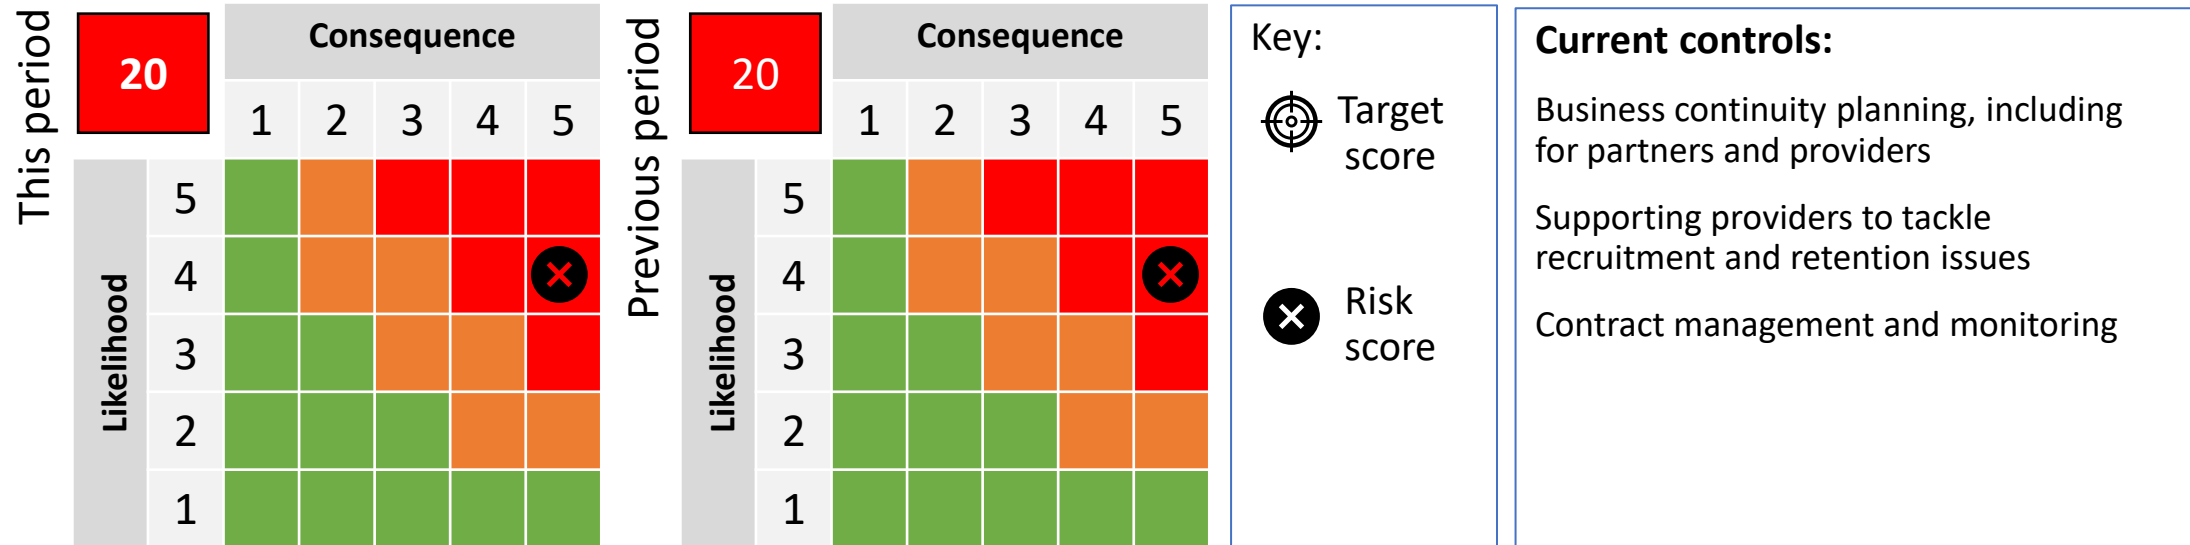 This period
20
Consequence
1 2 3 4 5
Likelihood
5
4
3
2
1
Previous period
20
Consequence
1 2 3 4 5
Likelihood
5
4
3
2
1
Key:
Target
score
Risk
score
Current controls:
Business continuity planning, including
for partners and providers
Supporting providers to tackle
recruitment and retention issues
Contract management and monitoring